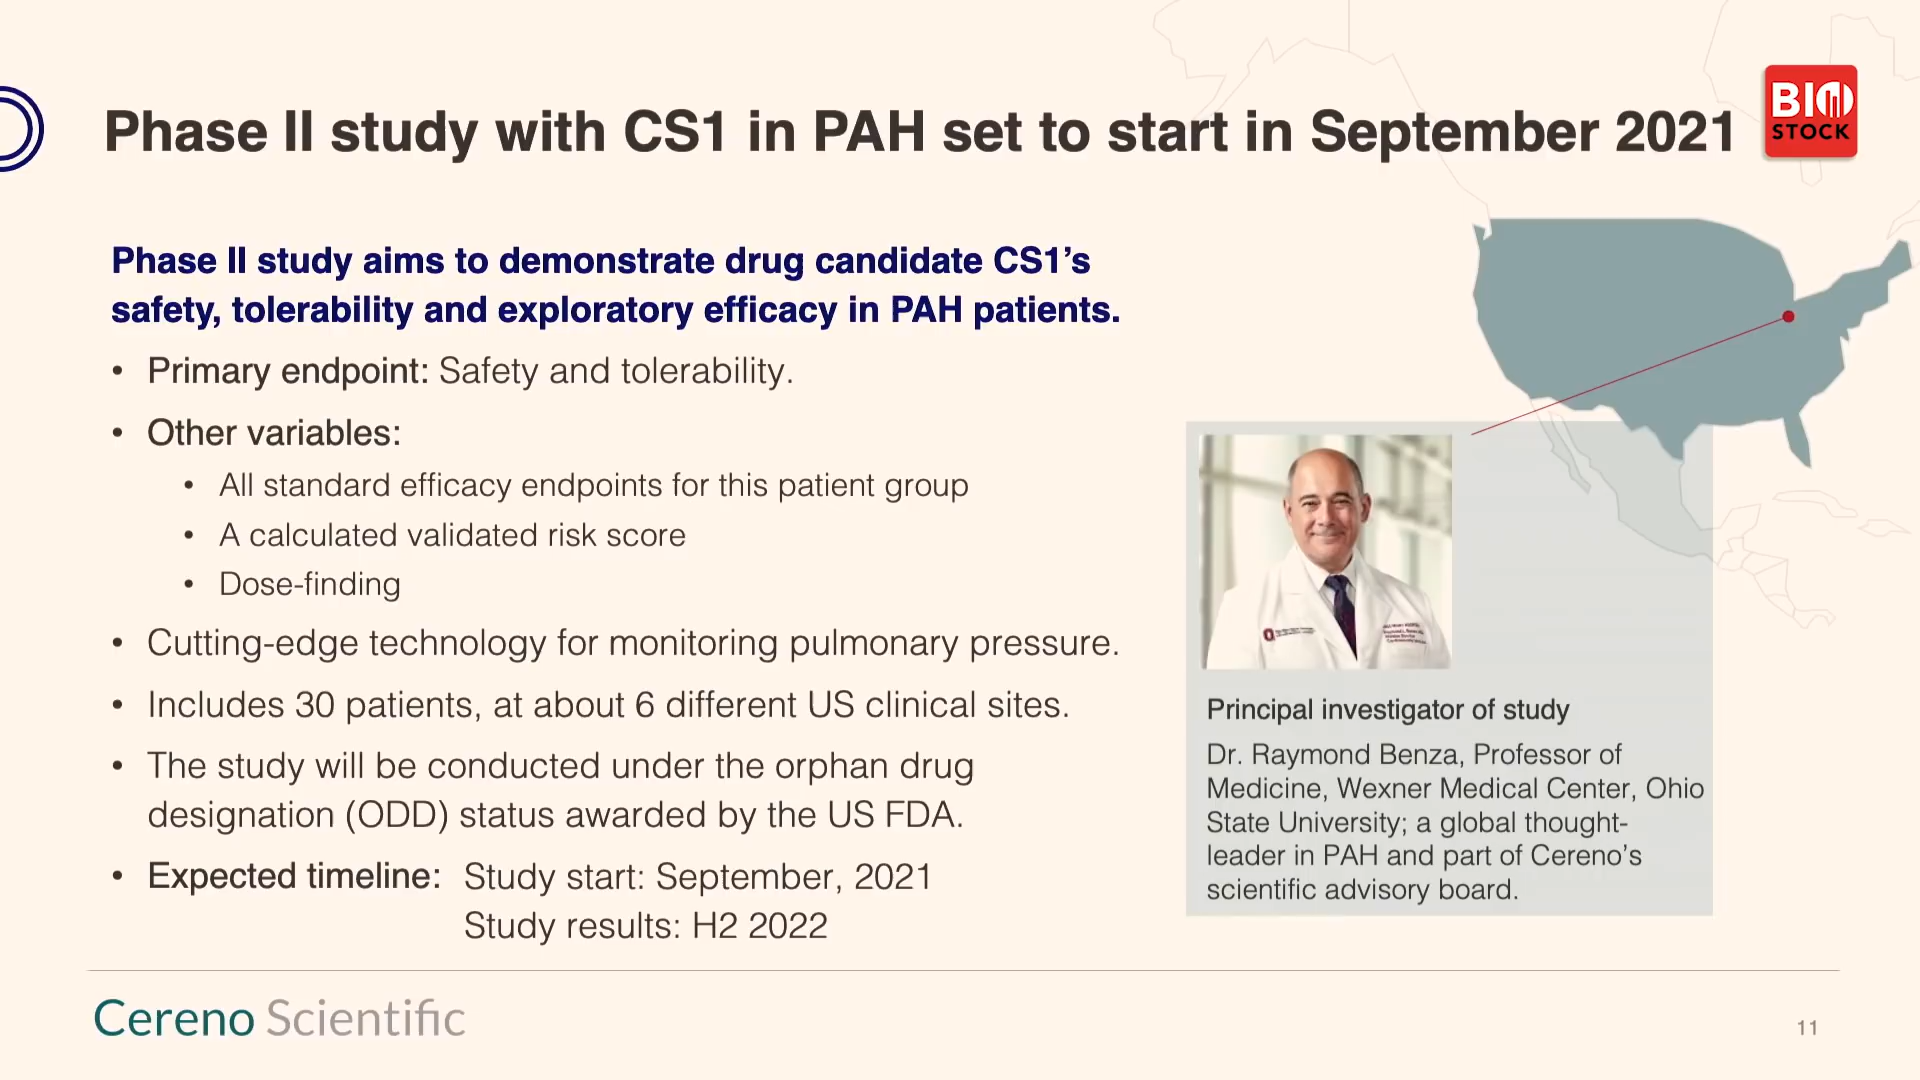 Phase II study with CS1 in PAH set to start in September 2021
BIO
STOCK
Phase II study aims to demonstrate drug candidate CS1’s
safety, tolerability and exploratory efficacy in PAH patients.
• Primary endpoint: Safety and tolerability.
• Other variables:
• All standard efficacy endpoints for this patient group
• A calculated validated risk score
• Dose-finding
• Cutting-edge technology for monitoring pulmonary pressure.
• Includes 30 patients, at about 6 different US clinical sites.
• The study will be conducted under the orphan drug
designation (ODD) status awarded by the US FDA.
• Expected timeline: Study start: September, 2021
Study results: H2 2022
Principal investigator of study
Dr. Raymond Benza, Professor of
Medicine, Wexner Medical Center, Ohio
State University; a global thought-
leader in PAH and part of Cereno’s
scientific advisory board.
Cereno Scientific
11